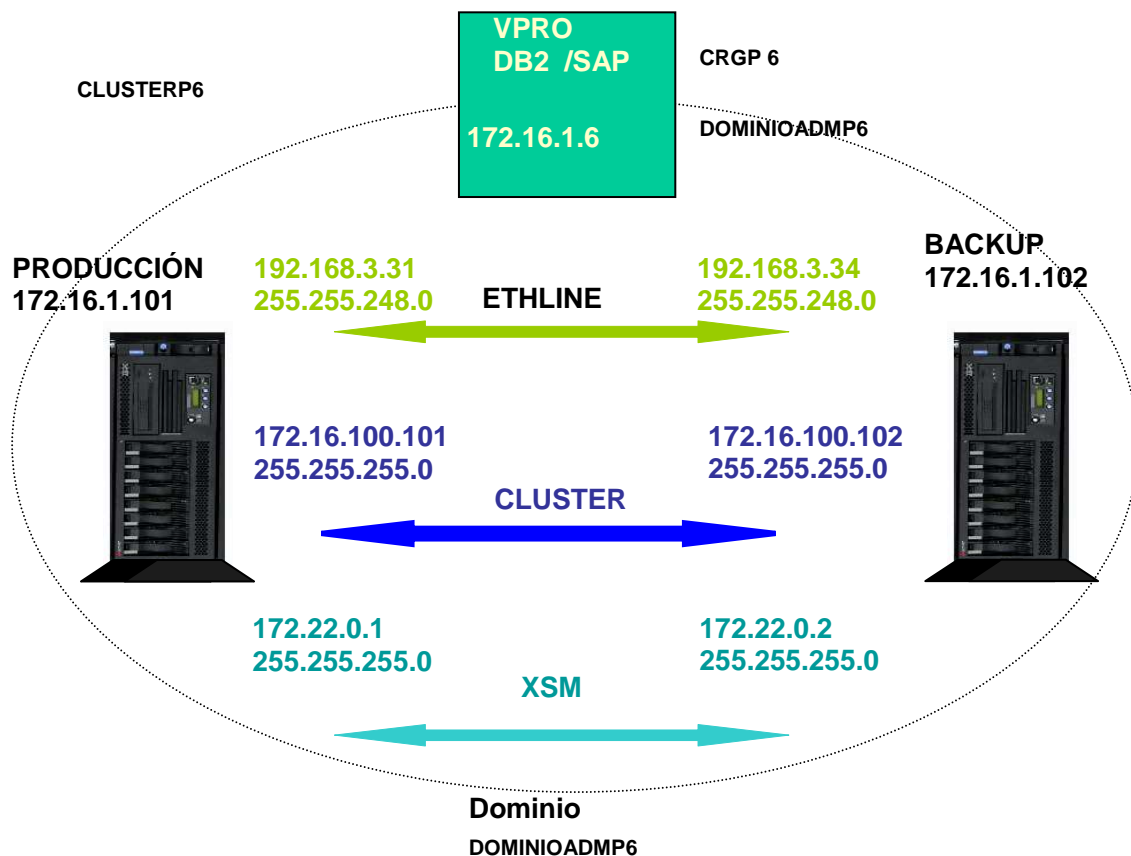 VPRO
DB2 /SAP
172.16.1.6
CRGP 6
CLUSTERP6
DOMINIOADMP6
PRODUCCIÓN
172.16.1.101
192.168.3.31
255.255.248.0
ETHLINE
192.168.3.34
255.255.248.0
BACKUP
172.16.1.102
172.16.100.101
255.255.255.0
CLUSTER
172.16.100.102
255.255.255.0
172.22.0.1
255.255.255.0
XSM
172.22.0.2
255.255.255.0
Dominio
DOMINIOADMP6